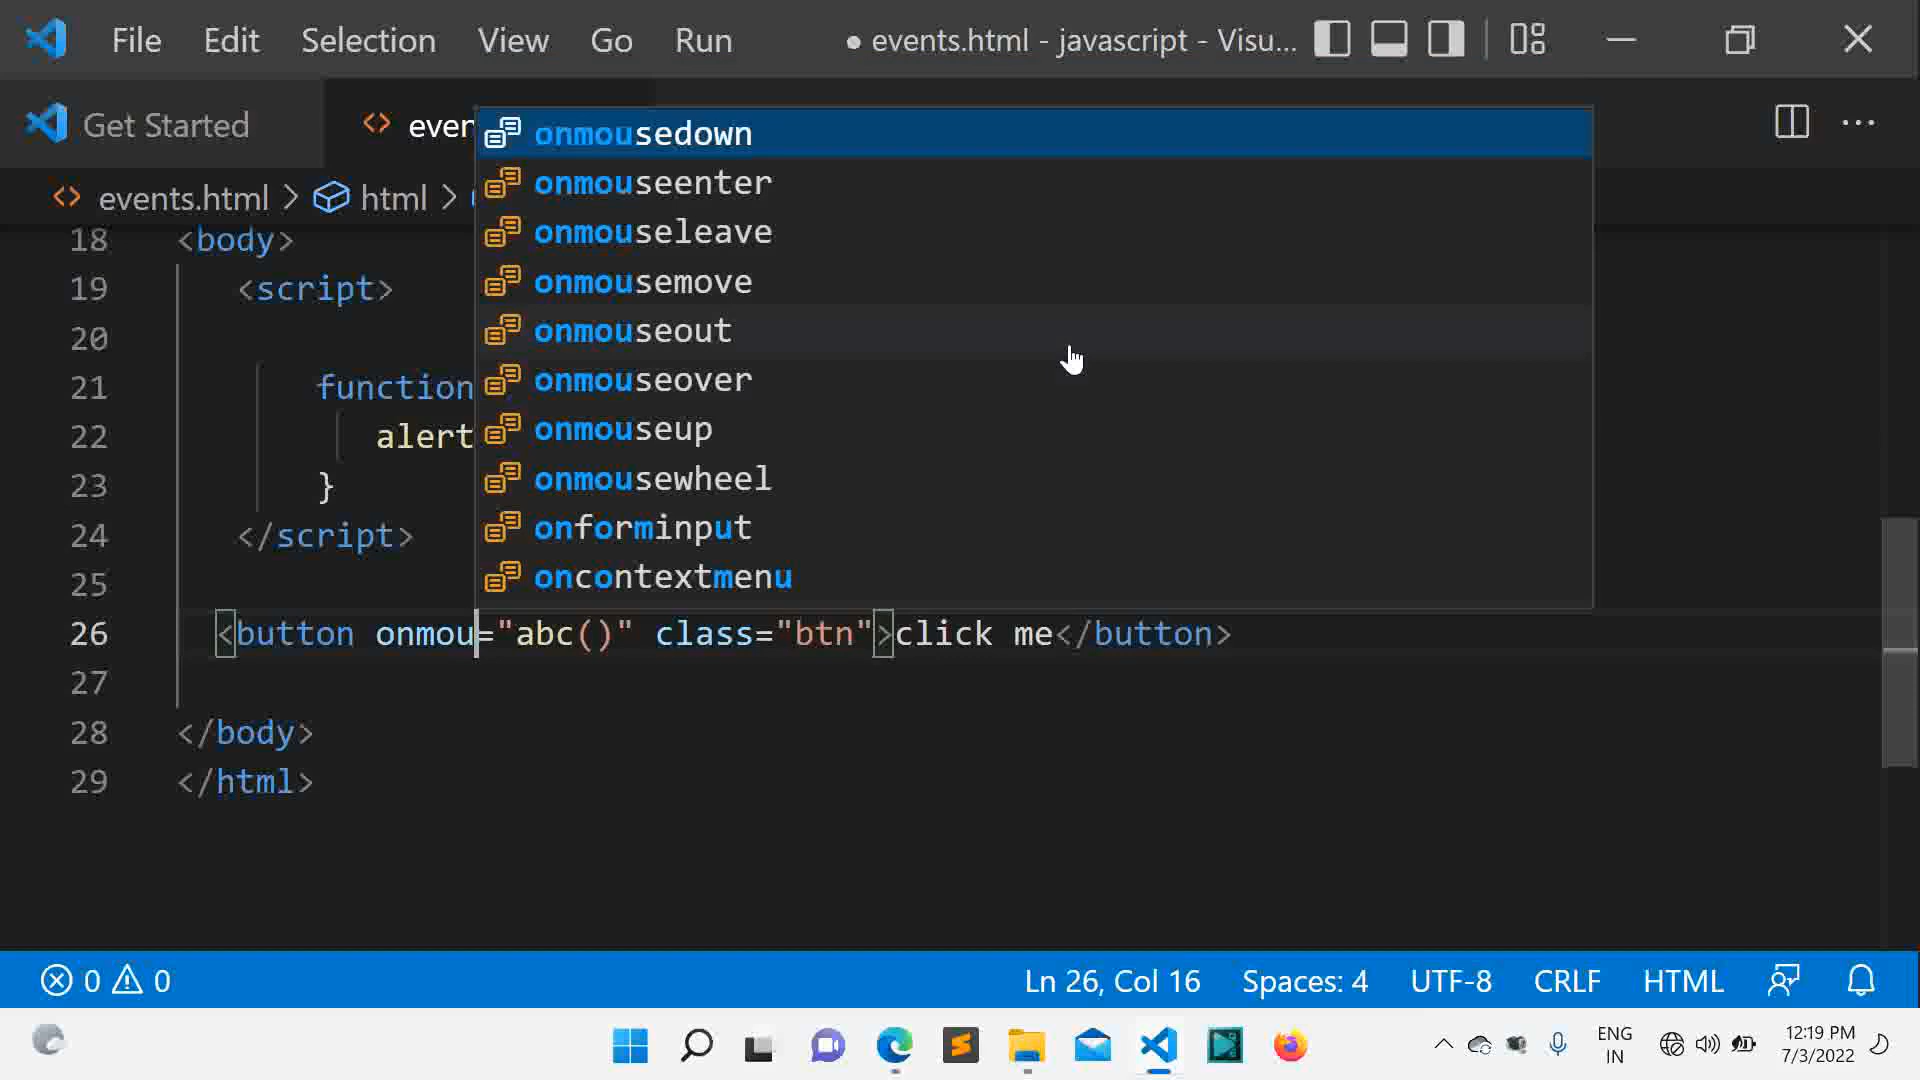 File Edit Selection View Go Run ● events.html - javascript - Visu...
Get Started <> even
<> events.html > html >
onmousedown
onmouseenter
onmouseleave
onmousemove
onmouseout
onmouseover
onmouseup
onmousewheel
onforminput
oncontextmenu
18 <body>
19 <script>
20
21 function
22 alert
23 }
24 </script>
25
26 <button onmou="abc()" class="btn">click me</button>
27
28 </body>
29 </html>
0 0 Ln 26, Col 16 Spaces: 4 UTF-8 CRLF HTML
ENG 12:19 PM
IN 7/3/2022